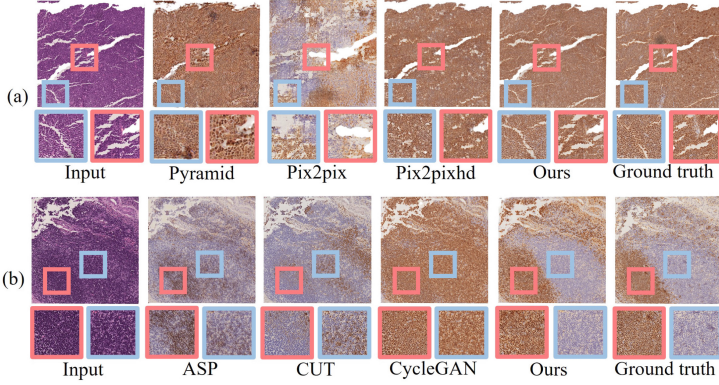 (a)
Input Pyramid Pix2pix Pix2pixhd Ours Ground truth
(b)
Input ASP CUT CycleGAN Ours Ground truth